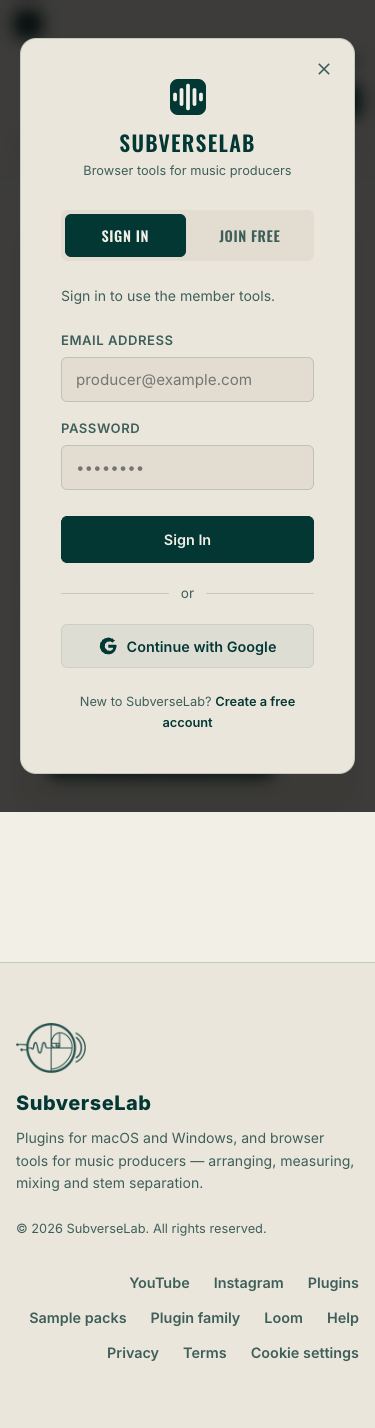 SUBVERSELAB
Browser tools for music producers
SIGN IN
JOIN FREE
Sign in to use the member tools.
EMAIL ADDRESS
producer@example.com
PASSWORD
••••••••
Sign In
or
G Continue with Google
New to SubverseLab? Create a free
account
SubverseLab
Plugins for macOS and Windows, and browser
tools for music producers — arranging, measuring,
mixing and stem separation.
© 2026 SubverseLab. All rights reserved.
YouTube Instagram Plugins
Sample packs Plugin family Loom Help
Privacy Terms Cookie settings